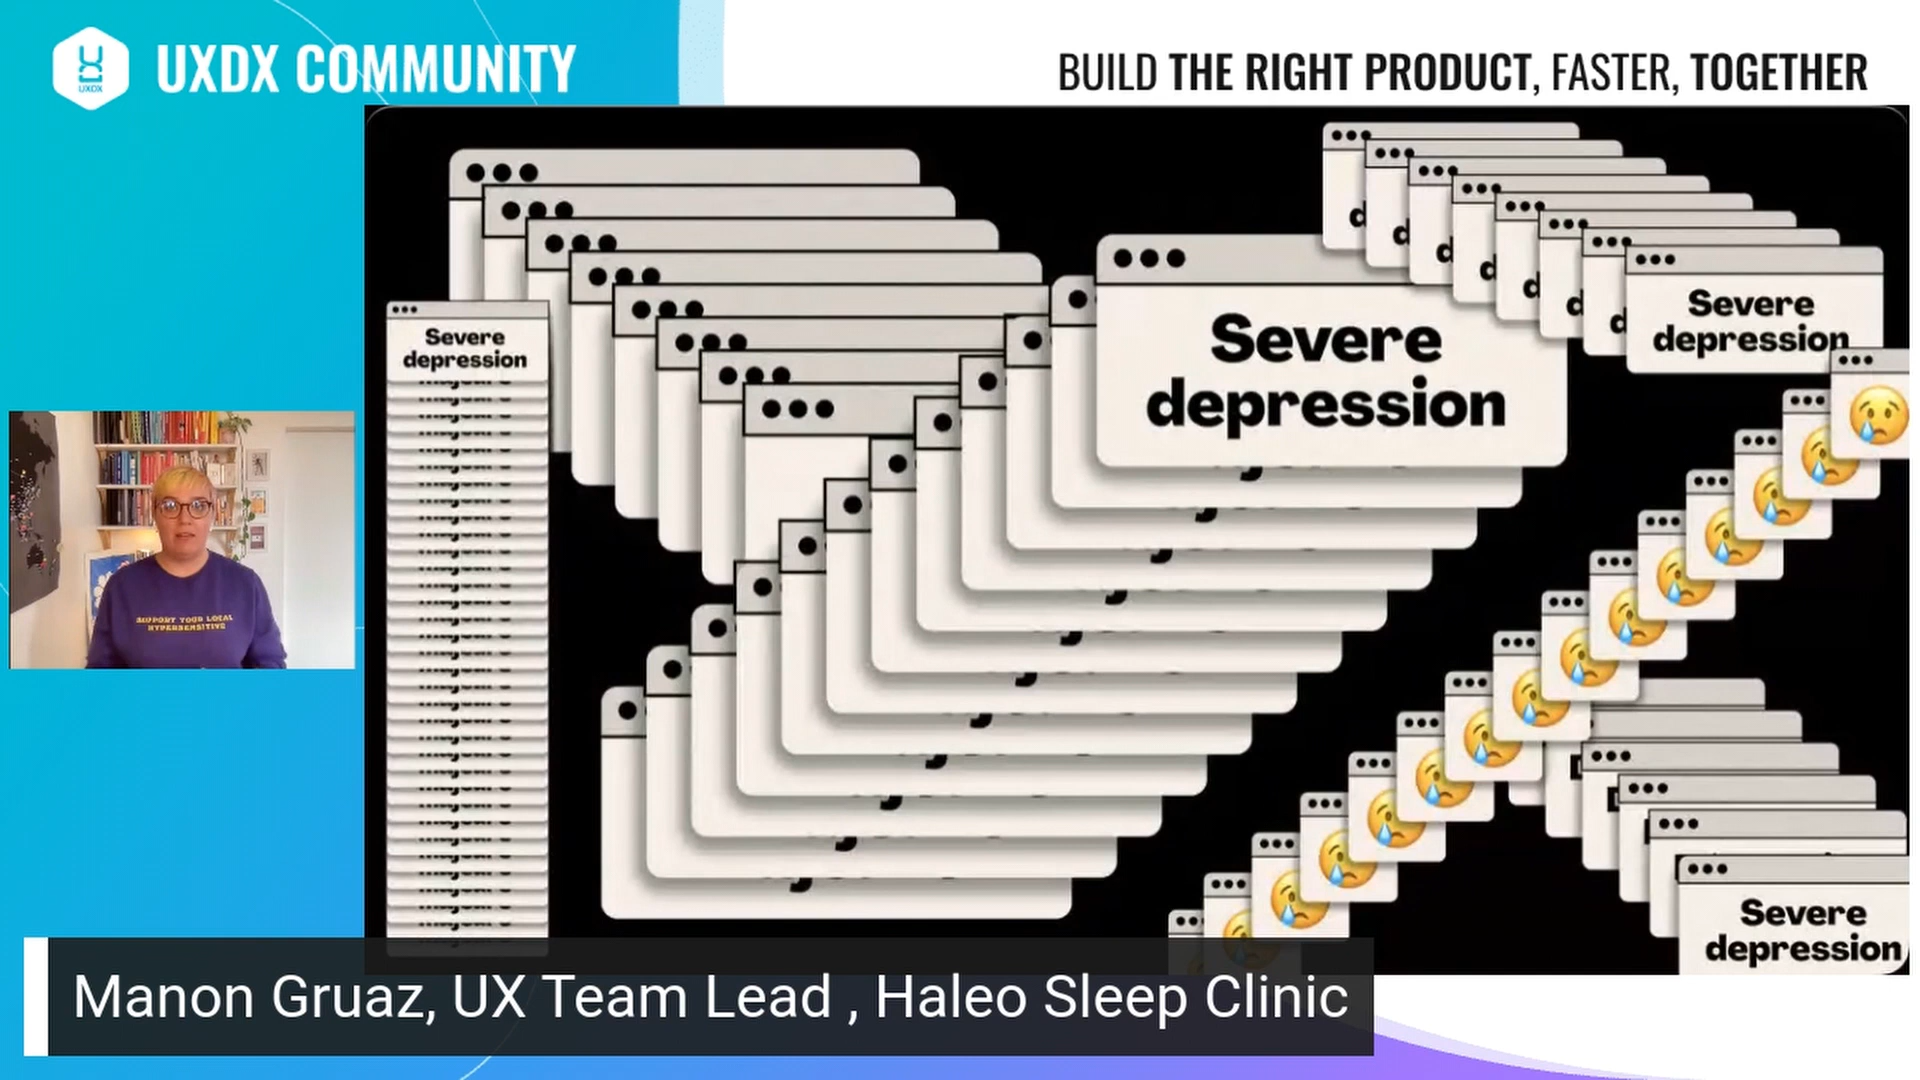 UXDX
UXDX COMMUNITY
BUILD THE RIGHT PRODUCT, FASTER, TOGETHER
Severe
depression
Severe
depression
Severe
depression
SUPPORT YOUR LOCAL
HYPERSENSITIVE
Severe
depression
Manon Gruaz, UX Team Lead , Haleo Sleep Clinic